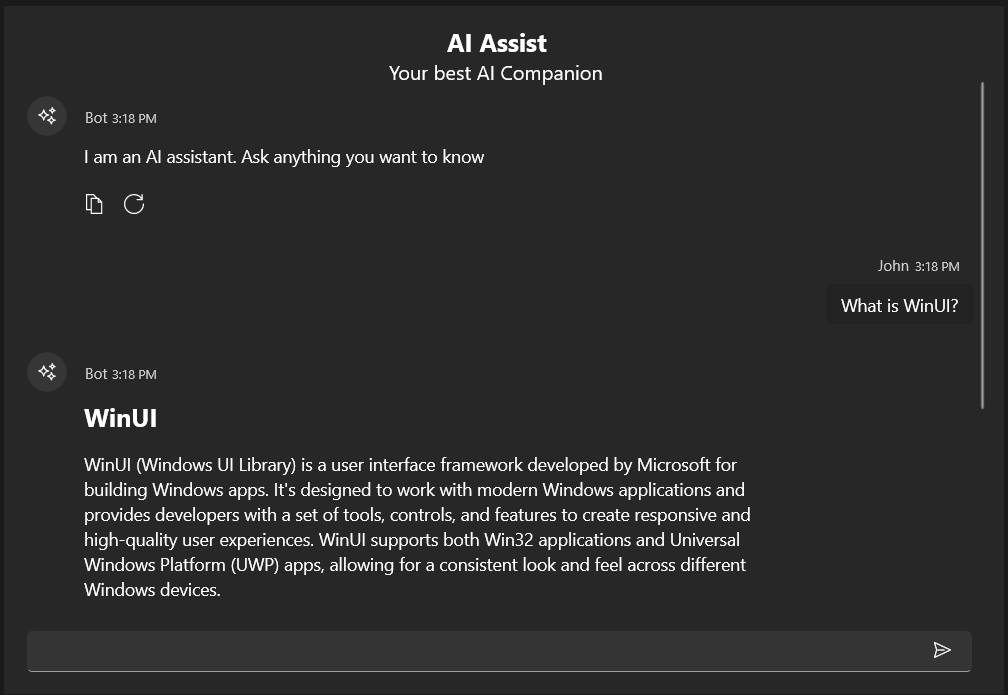 AI Assist
Your best AI Companion
Bot 3:18 PM
I am an AI assistant. Ask anything you want to know
John 3:18 PM
What is WinUI?
Bot 3:18 PM
WinUI
WinUI (Windows UI Library) is a user interface framework developed by Microsoft for
building Windows apps. It's designed to work with modern Windows applications and
provides developers with a set of tools, controls, and features to create responsive and
high-quality user experiences. WinUI supports both Win32 applications and Universal
Windows Platform (UWP) apps, allowing for a consistent look and feel across different
Windows devices.